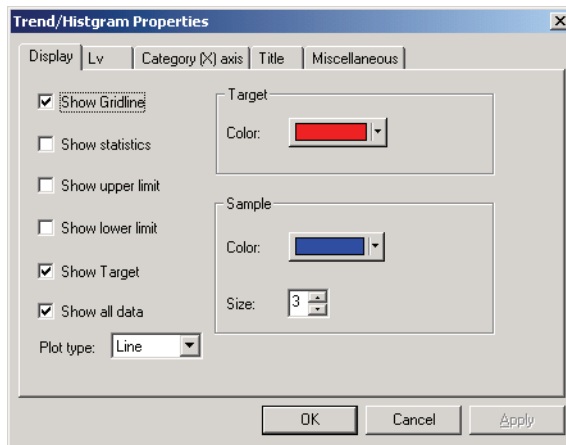 Trend/Histgram Properties
Display Lv Category (X) axis Title Miscellaneous
Show Gridline
Show statistics
Show upper limit
Show lower limit
Show Target
Show all data
Plot type: Line
Target
Color:
Sample
Color:
Size: 3
OK Cancel Apply